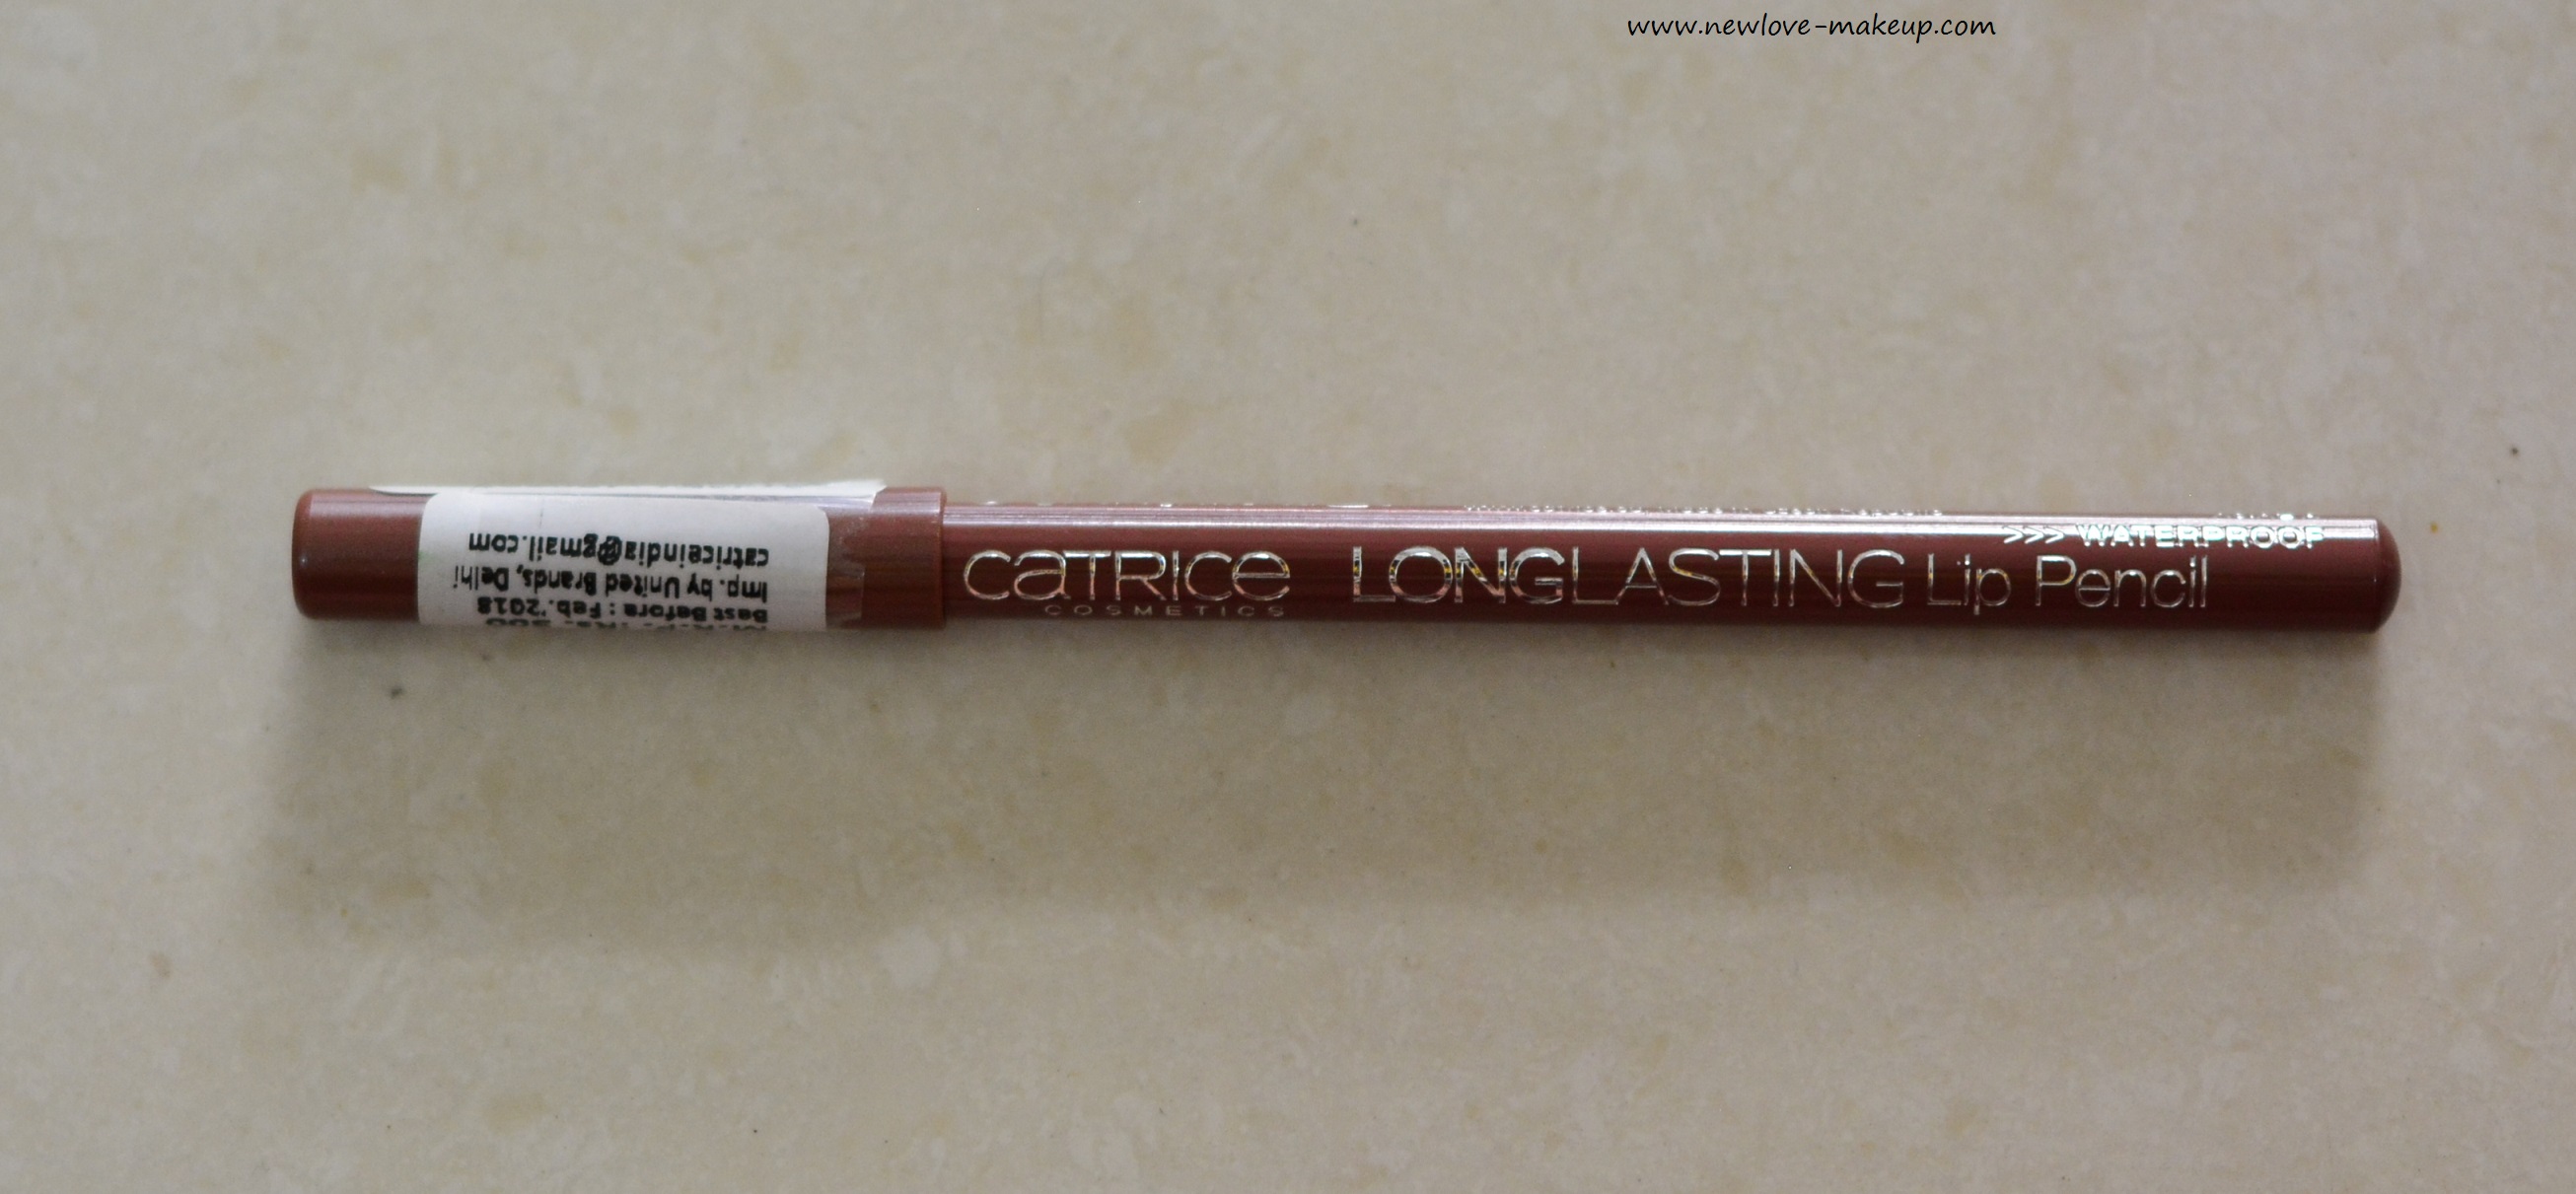 www.newlove-makeup.com
>>> WATERPROOF
CATRICE LONGLASTING Lip Pencil
COSMETICS
Best Before : Feb.'2018
Imp. by United Brands, Delhi
catriceindia@gmail.com